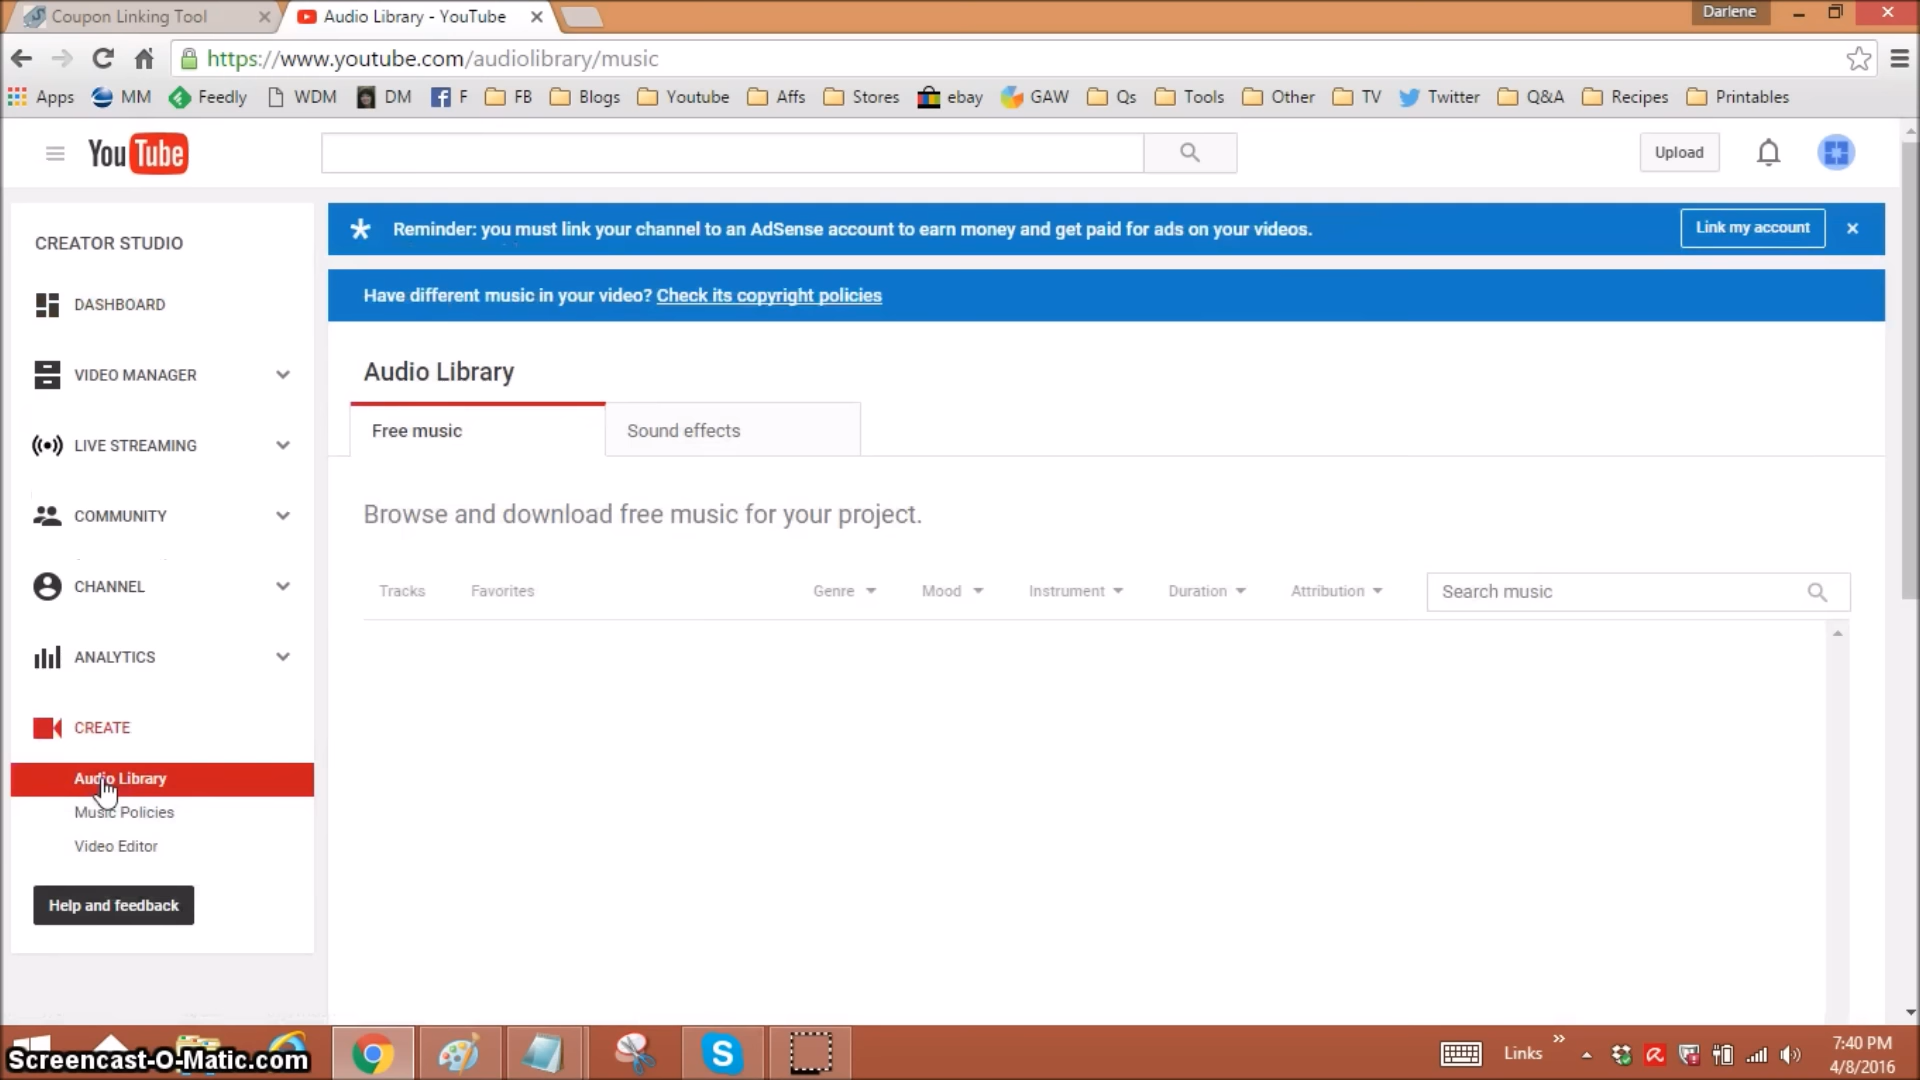 Coupon Linking Tool
Audio Library - YouTube
Darlene
https://www.youtube.com/audiolibrary/music
Apps MM Feedly WDM DM F FB Blogs Youtube Affs Stores ebay GAW Qs Tools Other TV Twitter Q&A Recipes Printables
YouTube
Upload
CREATOR STUDIO
DASHBOARD
VIDEO MANAGER
LIVE STREAMING
COMMUNITY
CHANNEL
ANALYTICS
CREATE
Audio Library
Music Policies
Video Editor
Help and feedback
Reminder: you must link your channel to an AdSense account to earn money and get paid for ads on your videos.
Link my account
Have different music in your video? Check its copyright policies
Audio Library
Free music
Sound effects
Browse and download free music for your project.
Tracks Favorites Genre Mood Instrument Duration Attribution Search music
Screencast-O-Matic.com
Links
7:40 PM
4/8/2016